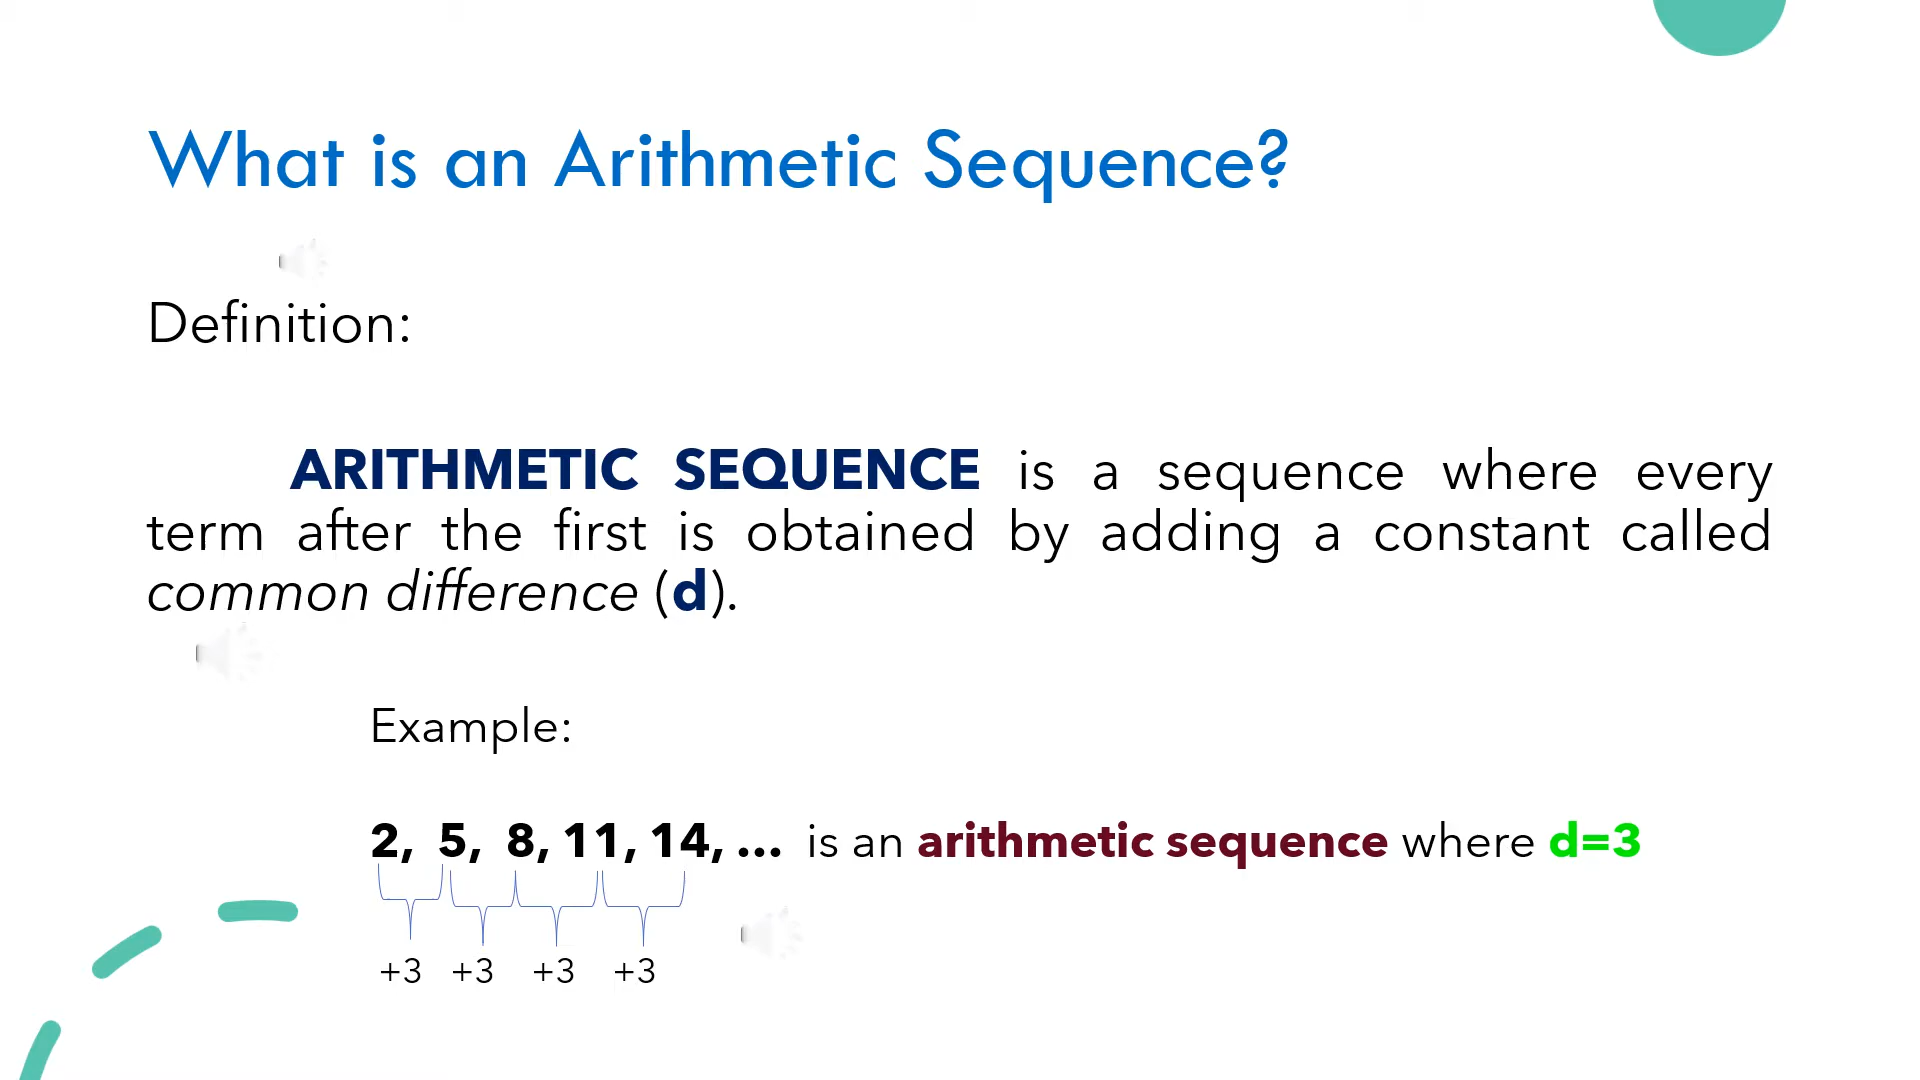 What is an Arithmetic Sequence?
Definition:
ARITHMETIC SEQUENCE is a sequence where every
term after the first is obtained by adding a constant called
common difference (d).
Example:
2, 5, 8, 11, 14, ... is an arithmetic sequence where d=3
+3 +3 +3 +3